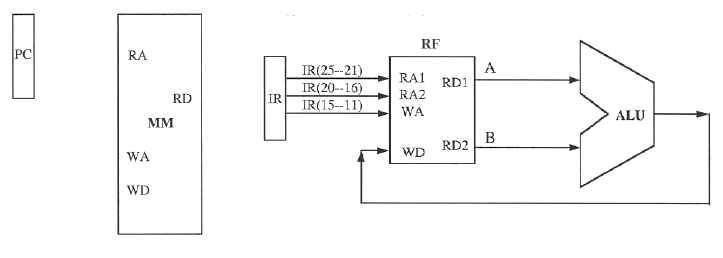 RF
PC
RA
RD
MM
WA
WD
IR
IR(25--21)
IR(20--16)
IR(15--11)
RA1
RA2
WA
WD
RD1
RD2
A
B
ALU